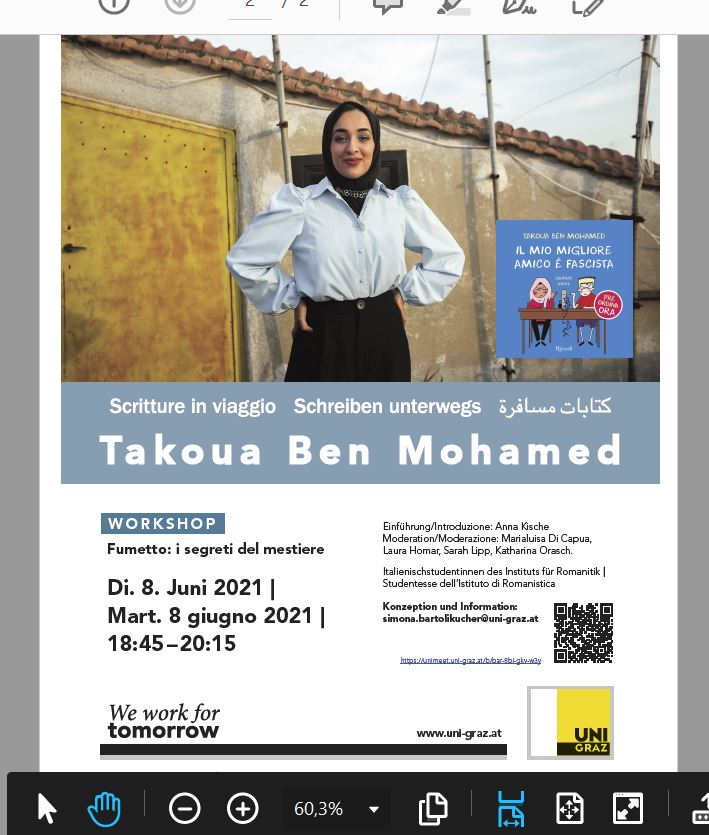 2 / 2
TAKOUA BEN MOHAMED
IL MIO MIGLIORE
AMICO È FASCISTA
GRAPHIC
NOVEL
PRE
ORDINA
ORA
Rizzoli
Scritture in viaggio Schreiben unterwegs كتابات مسافرة
Takoua Ben Mohamed
WORKSHOP
Fumetto: i segreti del mestiere
Di. 8. Juni 2021 |
Mart. 8 giugno 2021 |
18:45–20:15
Einführung/Introduzione: Anna Kische
Moderation/Moderazione: Marialuisa Di Capua,
Laura Homar, Sarah Lipp, Katharina Orasch.
Italienischstudentinnen des Instituts für Romanitik |
Studentesse dell'Istituto di Romanistica
Konzeption und Information:
simona.bartolikucher@uni-graz.at
https://unimeet.uni-graz.at/b/bar-8bi-gkv-w3y
We work for
tomorrow
www.uni-graz.at
UNI
GRAZ
60,3%